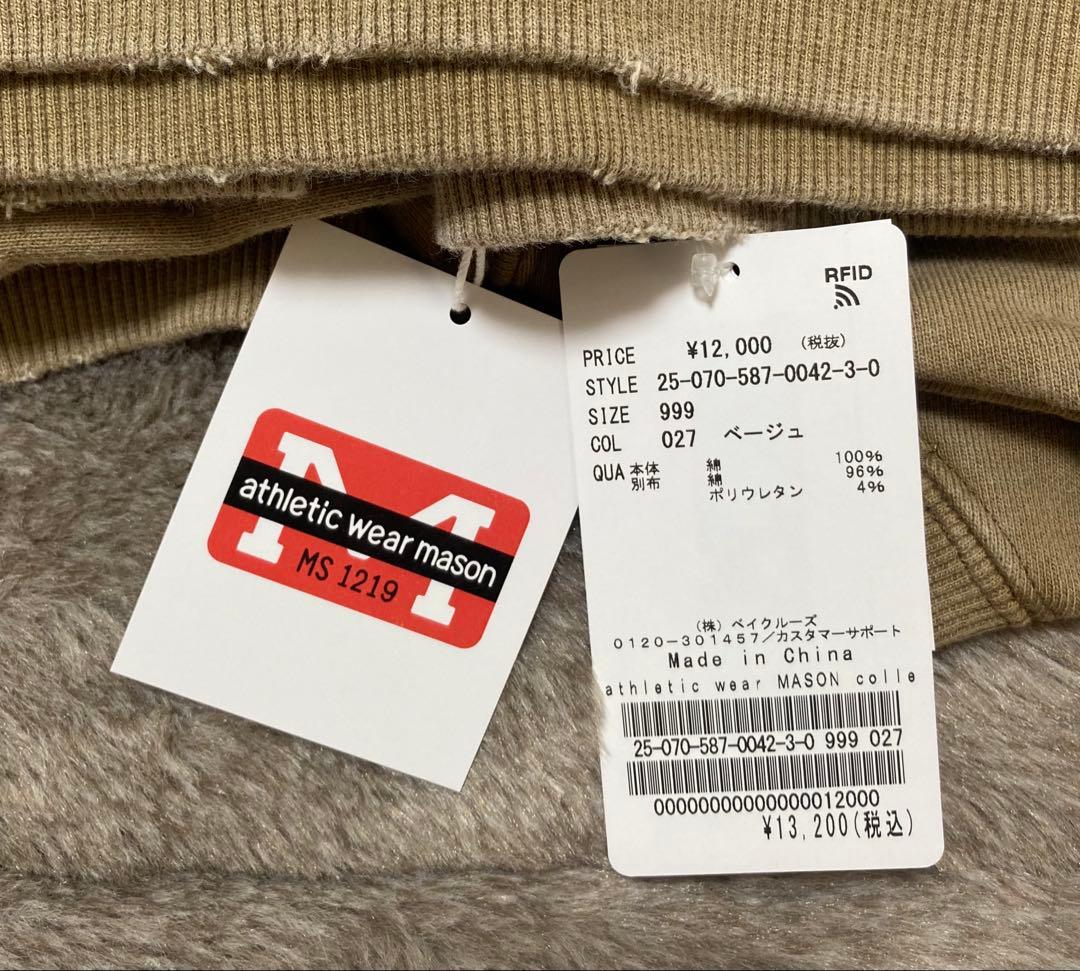 M
athletic wear mason
MS 1219
RFID
PRICE ¥12,000 (税抜)
STYLE 25-070-587-0042-3-0
SIZE 999
COL 027 ベージュ
QUA 本体 綿 100%
別布 綿 96%
ポリウレタン 4%
(株)ベイクルーズ
0120-301457/カスタマーサポート
Made in China
athletic wear MASON colle
25-070-587-0042-3-0 999 027
00000000000000012000
¥13,200(税込)